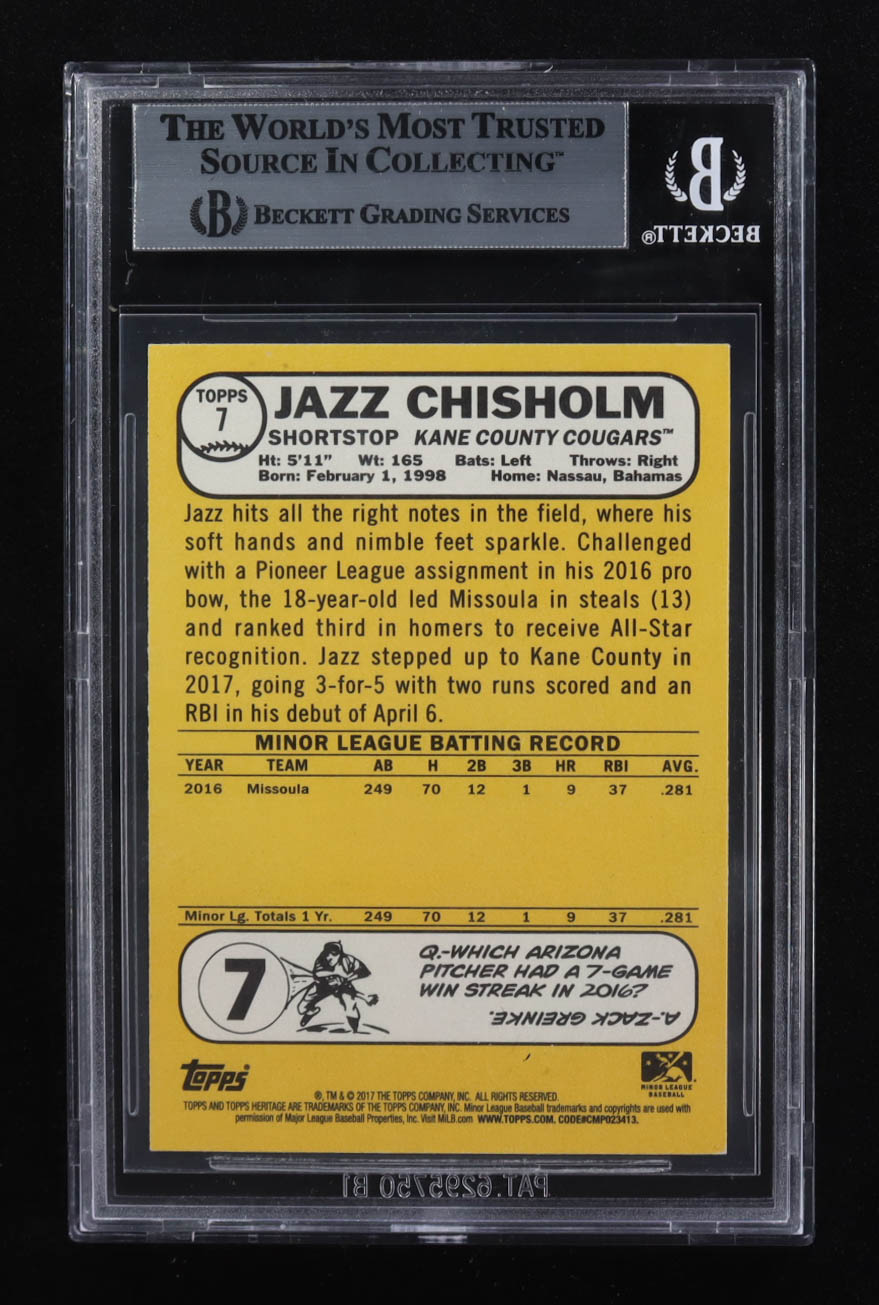 THE WORLD'S MOST TRUSTED
SOURCE IN COLLECTING™
B BECKETT GRADING SERVICES
B
BECKETT®
TOPPS
7
JAZZ CHISHOLM
SHORTSTOP KANE COUNTY COUGARS™
Ht: 5'11" Wt: 165 Bats: Left Throws: Right
Born: February 1, 1998 Home: Nassau, Bahamas
Jazz hits all the right notes in the field, where his
soft hands and nimble feet sparkle. Challenged
with a Pioneer League assignment in his 2016 pro
bow, the 18-year-old led Missoula in steals (13)
and ranked third in homers to receive All-Star
recognition. Jazz stepped up to Kane County in
2017, going 3-for-5 with two runs scored and an
RBI in his debut of April 6.
MINOR LEAGUE BATTING RECORD
YEAR TEAM AB H 2B 3B HR RBI AVG.
2016 Missoula 249 70 12 1 9 37 .281
Minor Lg. Totals 1 Yr. 249 70 12 1 9 37 .281
7
Q.-WHICH ARIZONA
PITCHER HAD A 7-GAME
WIN STREAK IN 2016?
A.-ZACK GREINKE.
topps
MINOR LEAGUE
BASEBALL
®, TM & © 2017 THE TOPPS COMPANY, INC. ALL RIGHTS RESERVED.
TOPPS AND TOPPS HERITAGE ARE TRADEMARKS OF THE TOPPS COMPANY, INC. Minor League Baseball trademarks and copyrights are used with
permission of Major League Baseball Properties, Inc. Visit MiLB.com WWW.TOPPS.COM. CODE#CMP023413.
PAT.6295750 B1